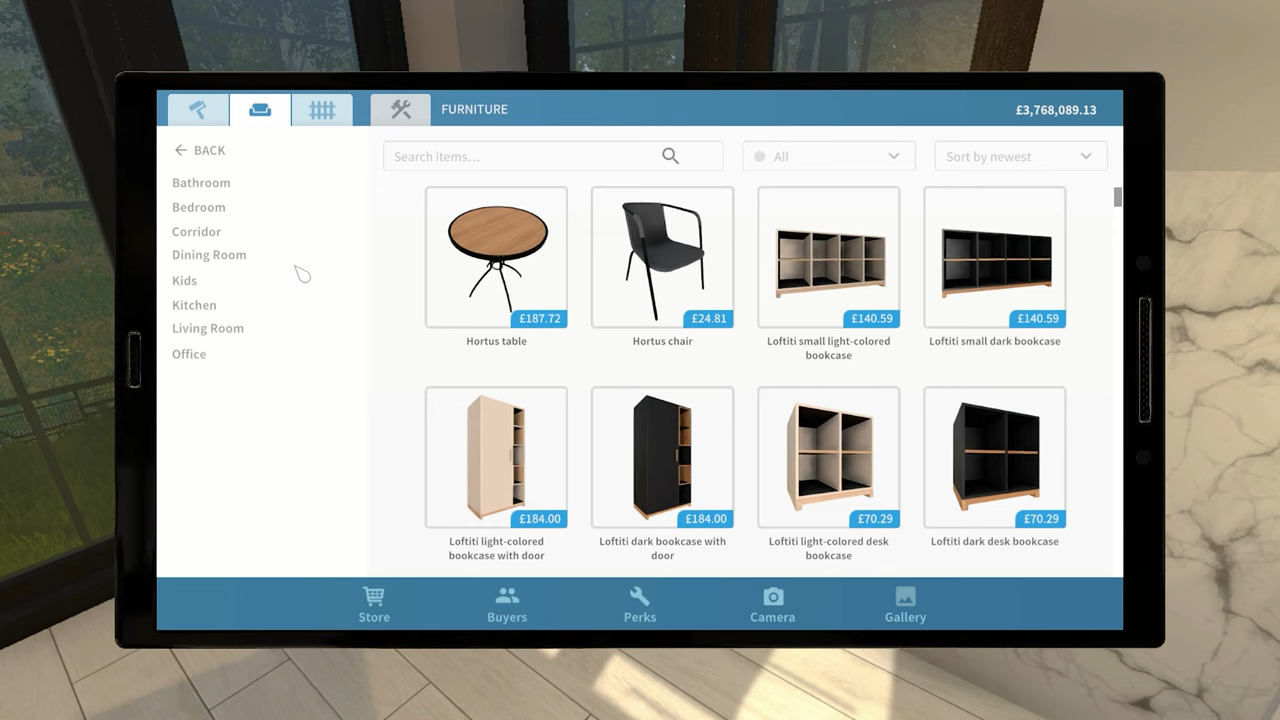 FURNITURE
£3,768,089.13
BACK
Search items...
All
Sort by newest
Bathroom
Bedroom
Corridor
Dining Room
Kids
Kitchen
Living Room
Office
£187.72
£24.81
£140.59
£140.59
Hortus table
Hortus chair
Loftiti small light-colored
bookcase
Loftiti small dark bookcase
£184.00
£184.00
£70.29
£70.29
Loftiti light-colored
bookcase with door
Loftiti dark bookcase with
door
Loftiti light-colored desk
bookcase
Loftiti dark desk bookcase
Store
Buyers
Perks
Camera
Gallery